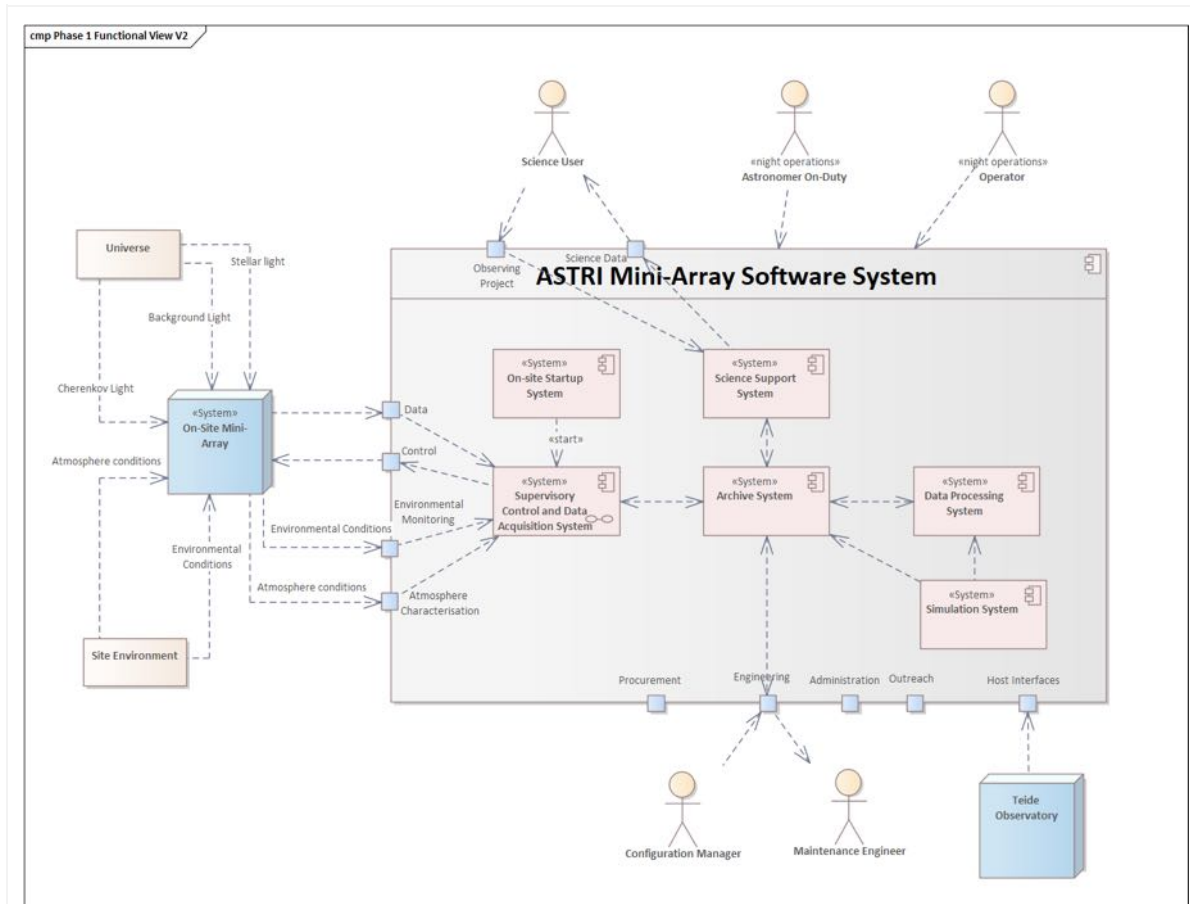 cmp Phase 1 Functional View V2
Science User
«night operations»
Astronomer On-Duty
«night operations»
Operator
Universe
Stellar light
Background Light
Cherenkov Light
Observing
Project
Science Data
ASTRI Mini-Array Software System
«System»
On-site Startup
System
«System»
Science Support
System
«System»
On-Site Mini-
Array
Data
«start»
Control
Atmosphere conditions
«System»
Supervisory
Control and Data
Acquisition System
«System»
Archive System
«System»
Data Processing
System
Environmental
Monitoring
Environmental Conditions
Environmental
Conditions
Atmosphere conditions
Atmosphere
Characterisation
«System»
Simulation System
Site Environment
Procurement
Engineering
Administration
Outreach
Host Interfaces
Configuration Manager
Maintenance Engineer
Teide
Observatory